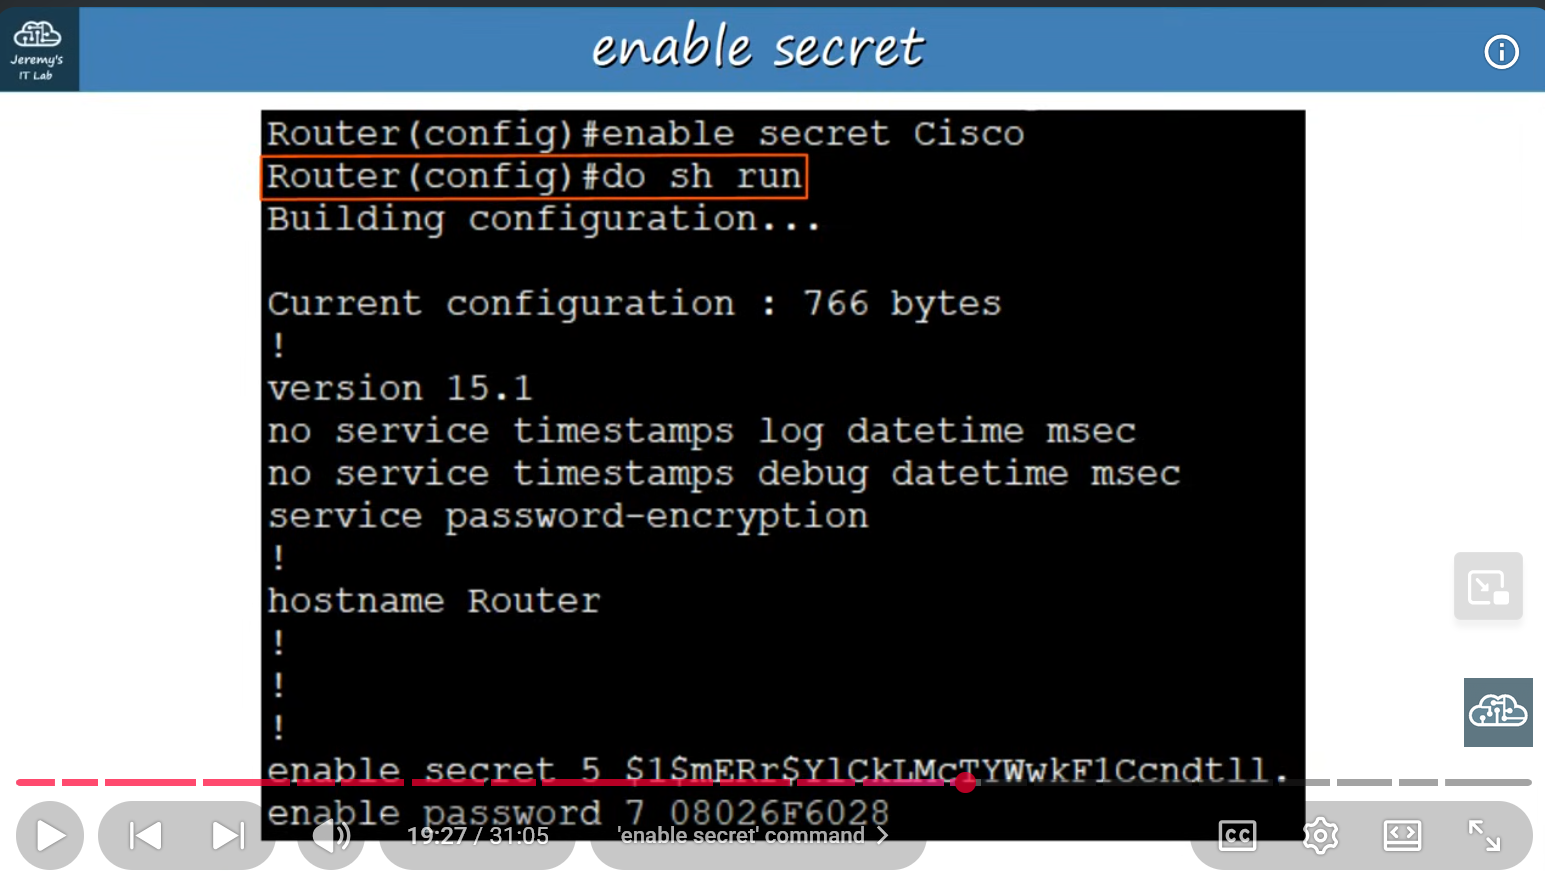 Jeremy's
IT Lab
enable secret
Router(config)#enable secret Cisco
Router(config)#do sh run
Building configuration...
Current configuration : 766 bytes
!
version 15.1
no service timestamps log datetime msec
no service timestamps debug datetime msec
service password-encryption
!
hostname Router
!
!
!
enable secret 5 $1$mERr$YlCkLMcTYWwkF1Ccndtll.
enable password 7 08026F6028
19:27 / 31:05
'enable secret' command
CC